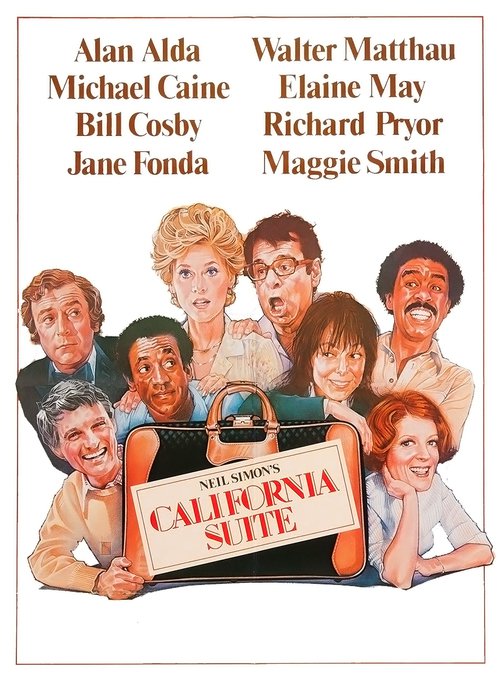 Alan Alda
Michael Caine
Bill Cosby
Jane Fonda
Walter Matthau
Elaine May
Richard Pryor
Maggie Smith
NEIL SIMON'S
CALIFORNIA
SUITE